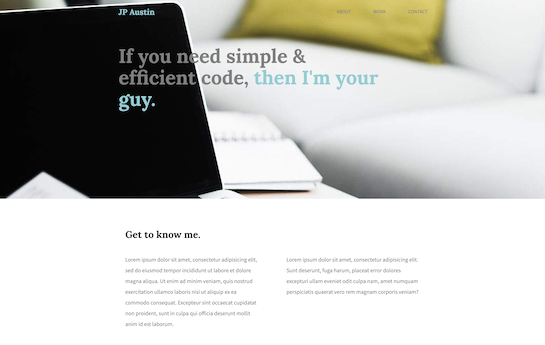 JP Austin
ABOUT WORK CONTACT
If you need simple &
efficient code, then I'm your
guy.
Get to know me.
Lorem ipsum dolor sit amet, consectetur adipisicing elit,
sed do eiusmod tempor incididunt ut labore et dolore
magna aliqua. Ut enim ad minim veniam, quis nostrud
exercitation ullamco laboris nisi ut aliquip ex ea
commodo consequat. Excepteur sint occaecat cupidatat
non proident, sunt in culpa qui officia deserunt mollit
anim id est laborum.
Lorem ipsum dolor sit amet, consectetur adipisicing elit.
Sunt deserunt, fuga harum, placeat error dolores
excepturi ullam eveniet odit culpa nam, amet numquam
perspiciatis quaerat vero rem magnam corporis veniam?